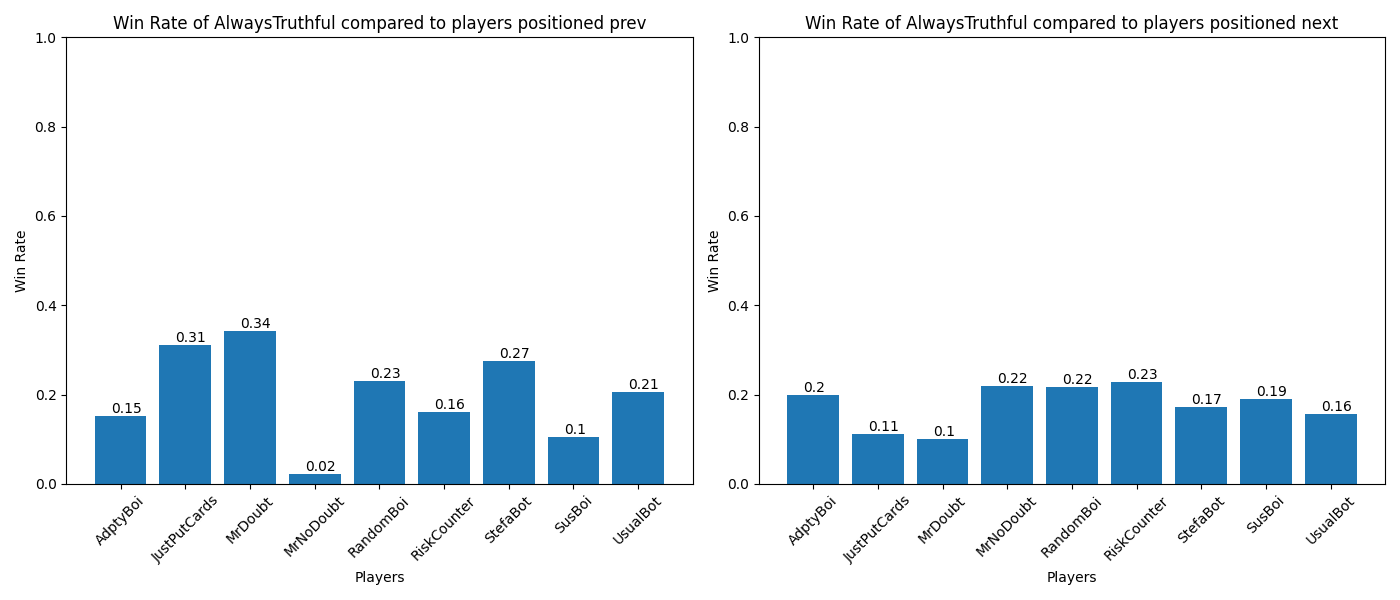 Win Rate of AlwaysTruthful compared to players positioned prev
1.0
0.8
0.6
0.4
0.2
0.0
Win Rate
0.15
0.31
0.34
0.02
0.23
0.16
0.27
0.1
0.21
AdptyBoi
JustPutCards
MrDoubt
MrNoDoubt
RandomBoi
RiskCounter
StefaBot
SusBoi
UsualBot
Players
Win Rate of AlwaysTruthful compared to players positioned next
1.0
0.8
0.6
0.4
0.2
0.0
Win Rate
0.2
0.11
0.1
0.22
0.22
0.23
0.17
0.19
0.16
AdptyBoi
JustPutCards
MrDoubt
MrNoDoubt
RandomBoi
RiskCounter
StefaBot
SusBoi
UsualBot
Players